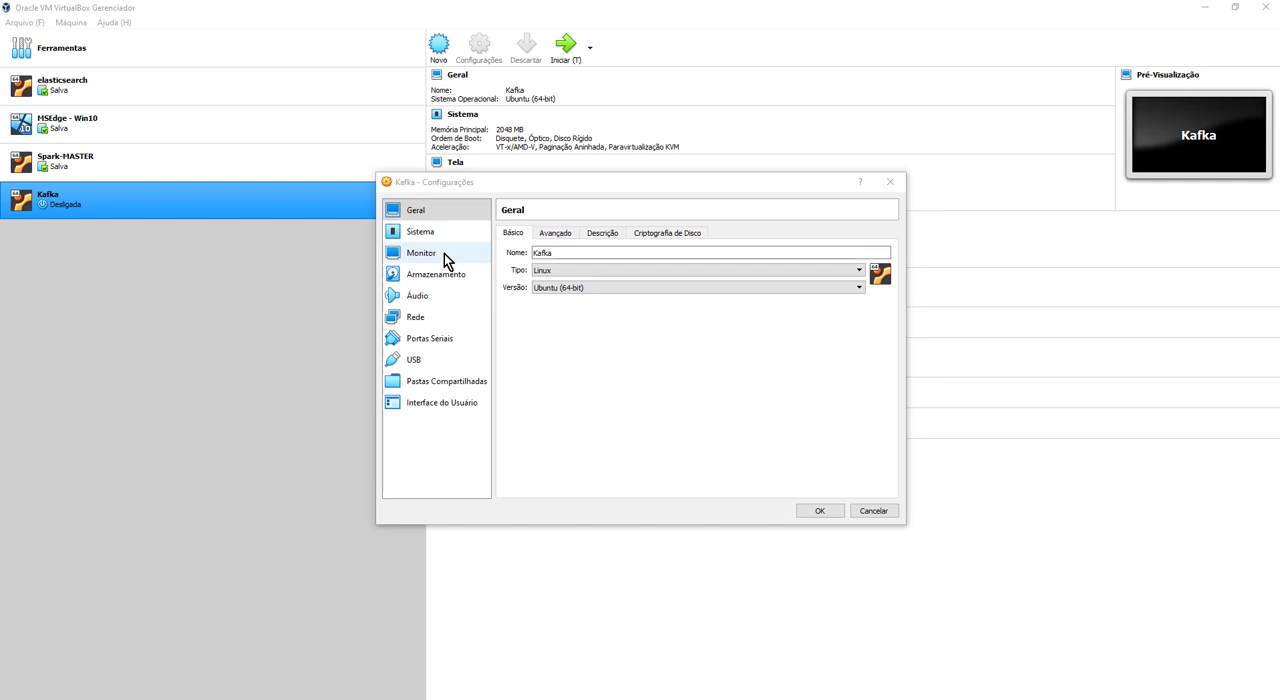 Oracle VM VirtualBox Gerenciador
Arquivo (F) Máquina Ajuda (H)
Ferramentas
elasticsearch
Salva
MSEdge - Win10
Salva
Spark-MASTER
Salva
Kafka
Desligada
Novo Configurações Descartar Iniciar (T)
Geral
Nome: Kafka
Sistema Operacional: Ubuntu (64-bit)
Sistema
Memória Principal: 2048 MB
Ordem de Boot: Disquete, Óptico, Disco Rígido
Aceleração: VT-x/AMD-V, Paginação Aninhada, Paravirtualização KVM
Tela
Pré-Visualização
Kafka
Kafka - Configurações
?
Geral
Sistema
Monitor
Armazenamento
Áudio
Rede
Portas Seriais
USB
Pastas Compartilhadas
Interface do Usuário
Geral
Básico Avançado Descrição Criptografia de Disco
Nome: Kafka
Tipo: Linux
Versão: Ubuntu (64-bit)
64
OK Cancelar